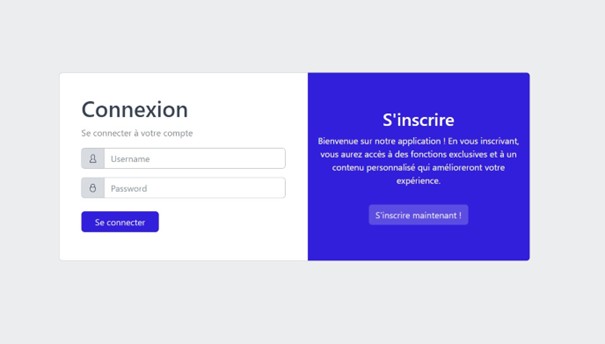 Connexion
Se connecter à votre compte
Username
Password
Se connecter
S'inscrire
Bienvenue sur notre application ! En vous inscrivant,
vous aurez accès à des fonctions exclusives et à un
contenu personnalisé qui amélioreront votre
expérience.
S'inscrire maintenant !